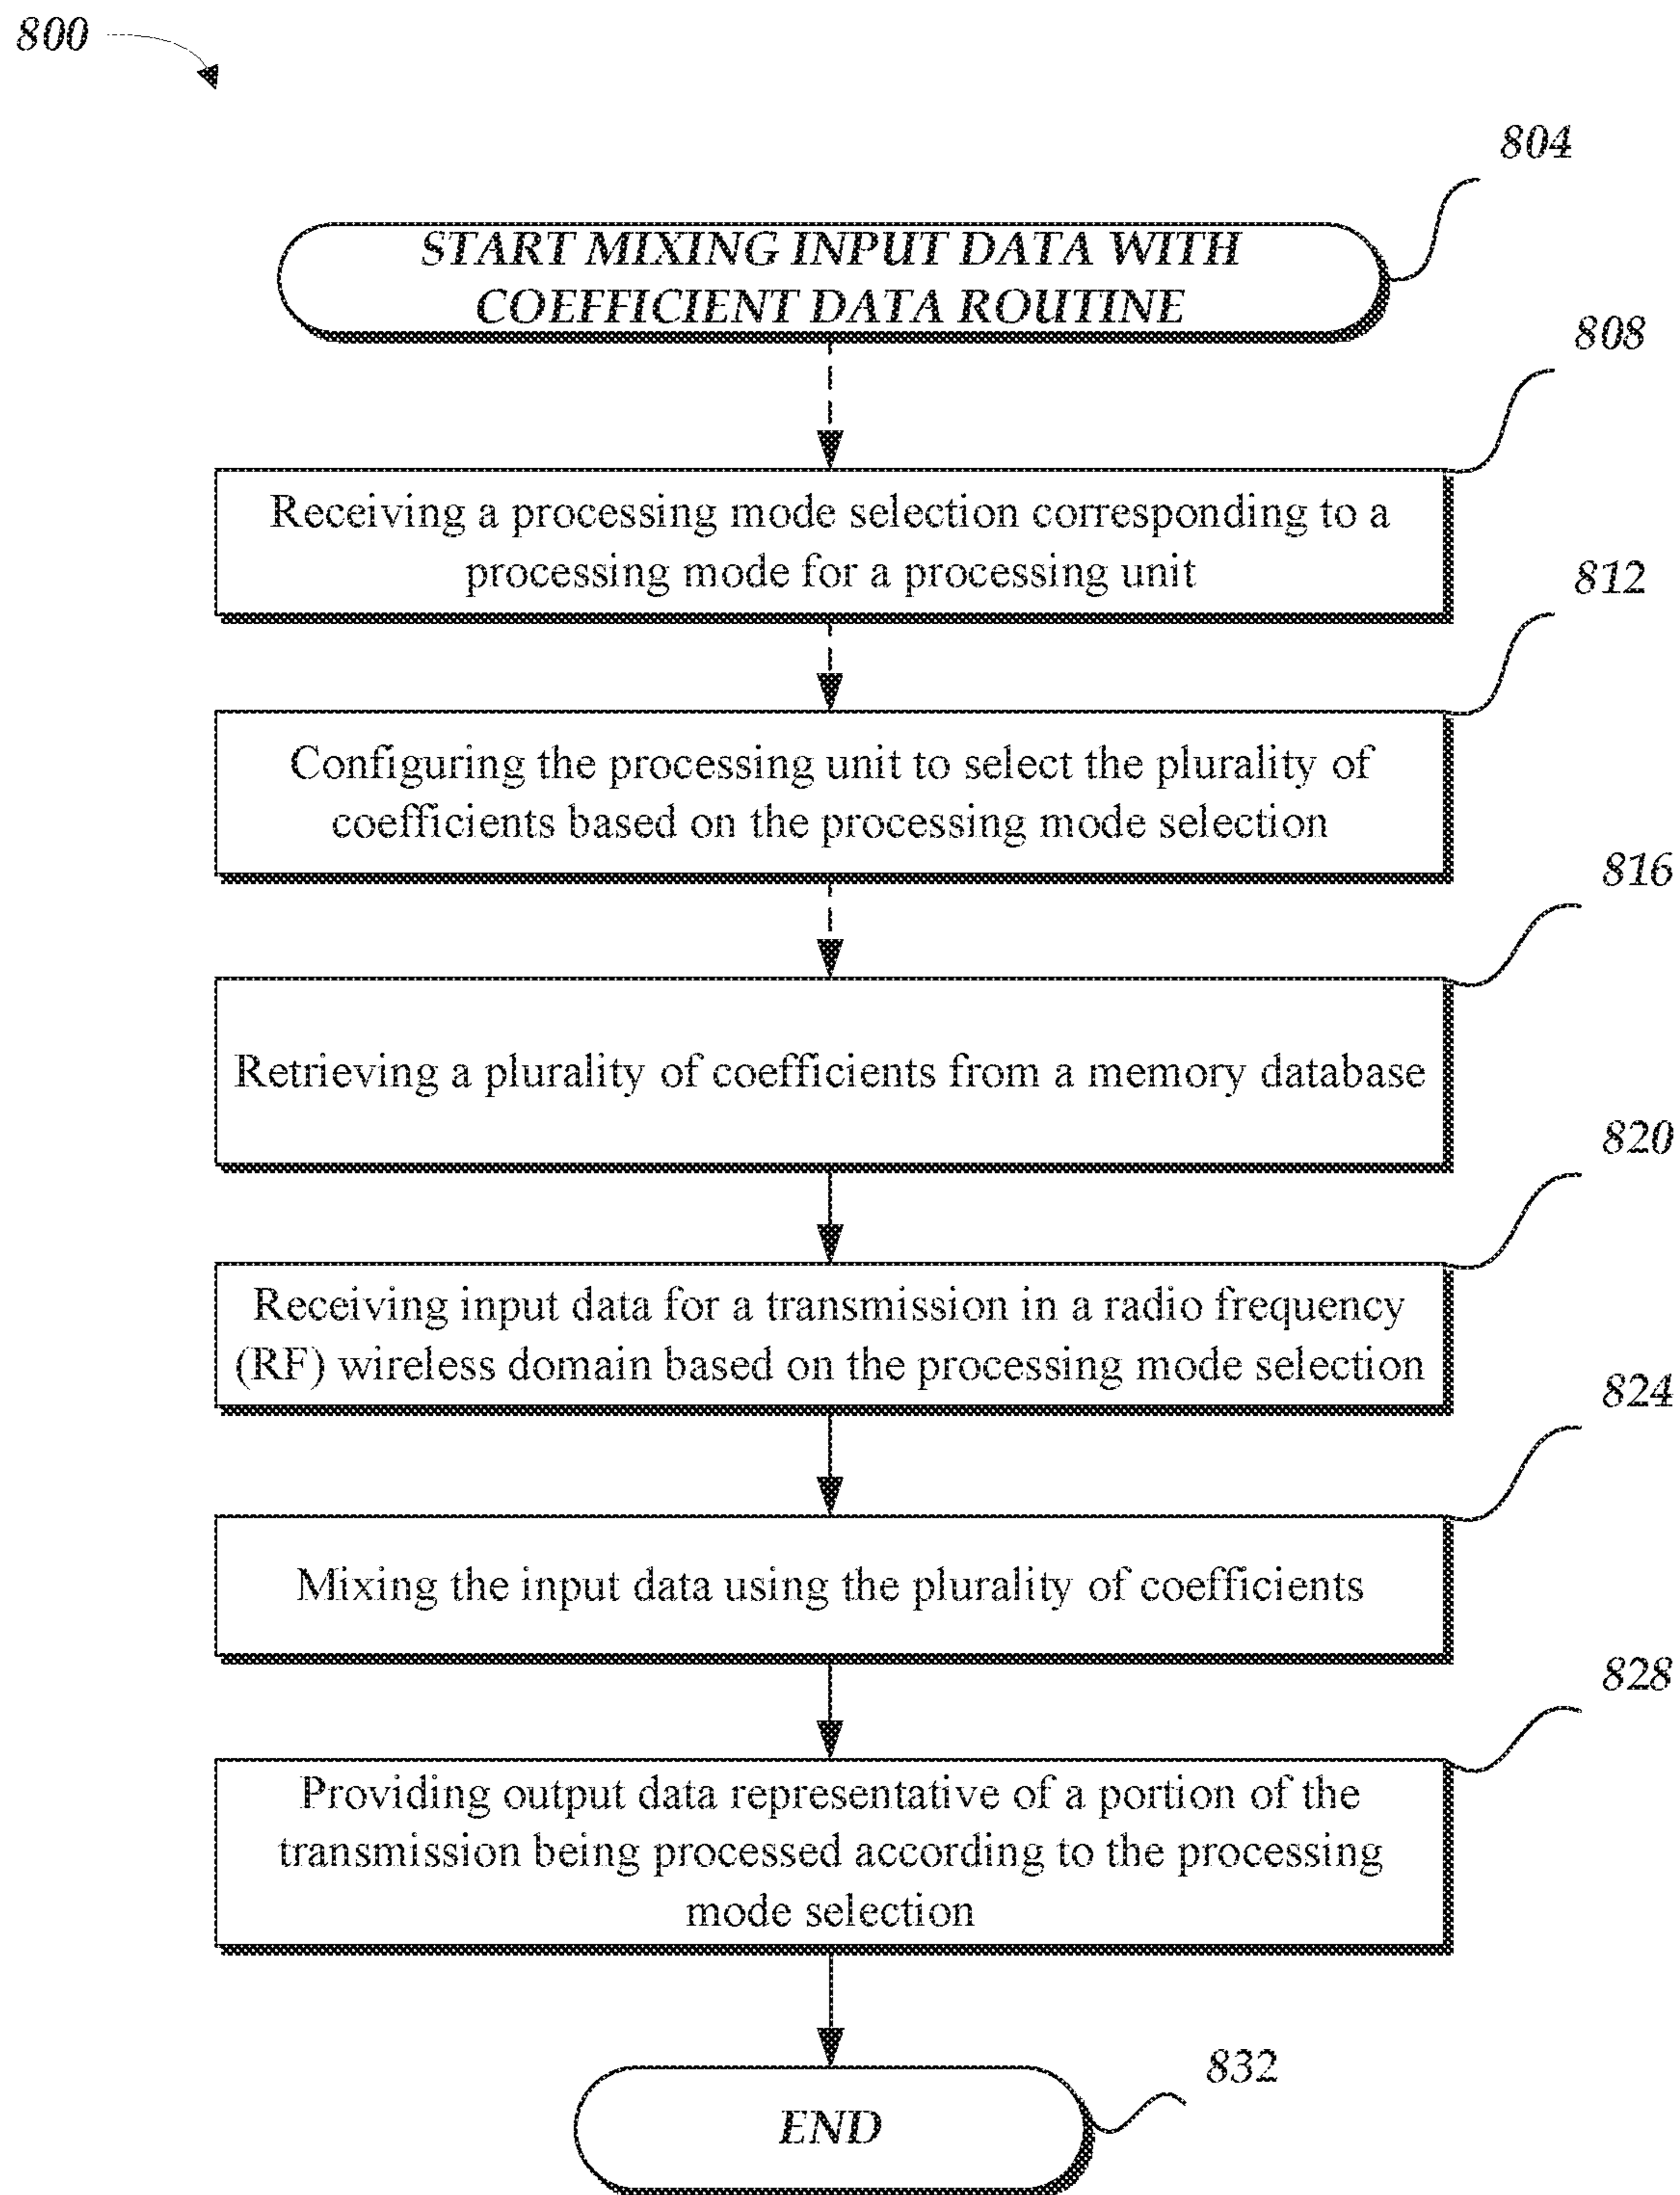 800
804
START MIXING INPUT DATA WITH
COEFFICIENT DATA ROUTINE
808
Receiving a processing mode selection corresponding to a
processing mode for a processing unit
812
Configuring the processing unit to select the plurality of
coefficients based on the processing mode selection
816
Retrieving a plurality of coefficients from a memory database
820
Receiving input data for a transmission in a radio frequency
(RF) wireless domain based on the processing mode selection
824
Mixing the input data using the plurality of coefficients
828
Providing output data representative of a portion of the
transmission being processed according to the processing
mode selection
832
END